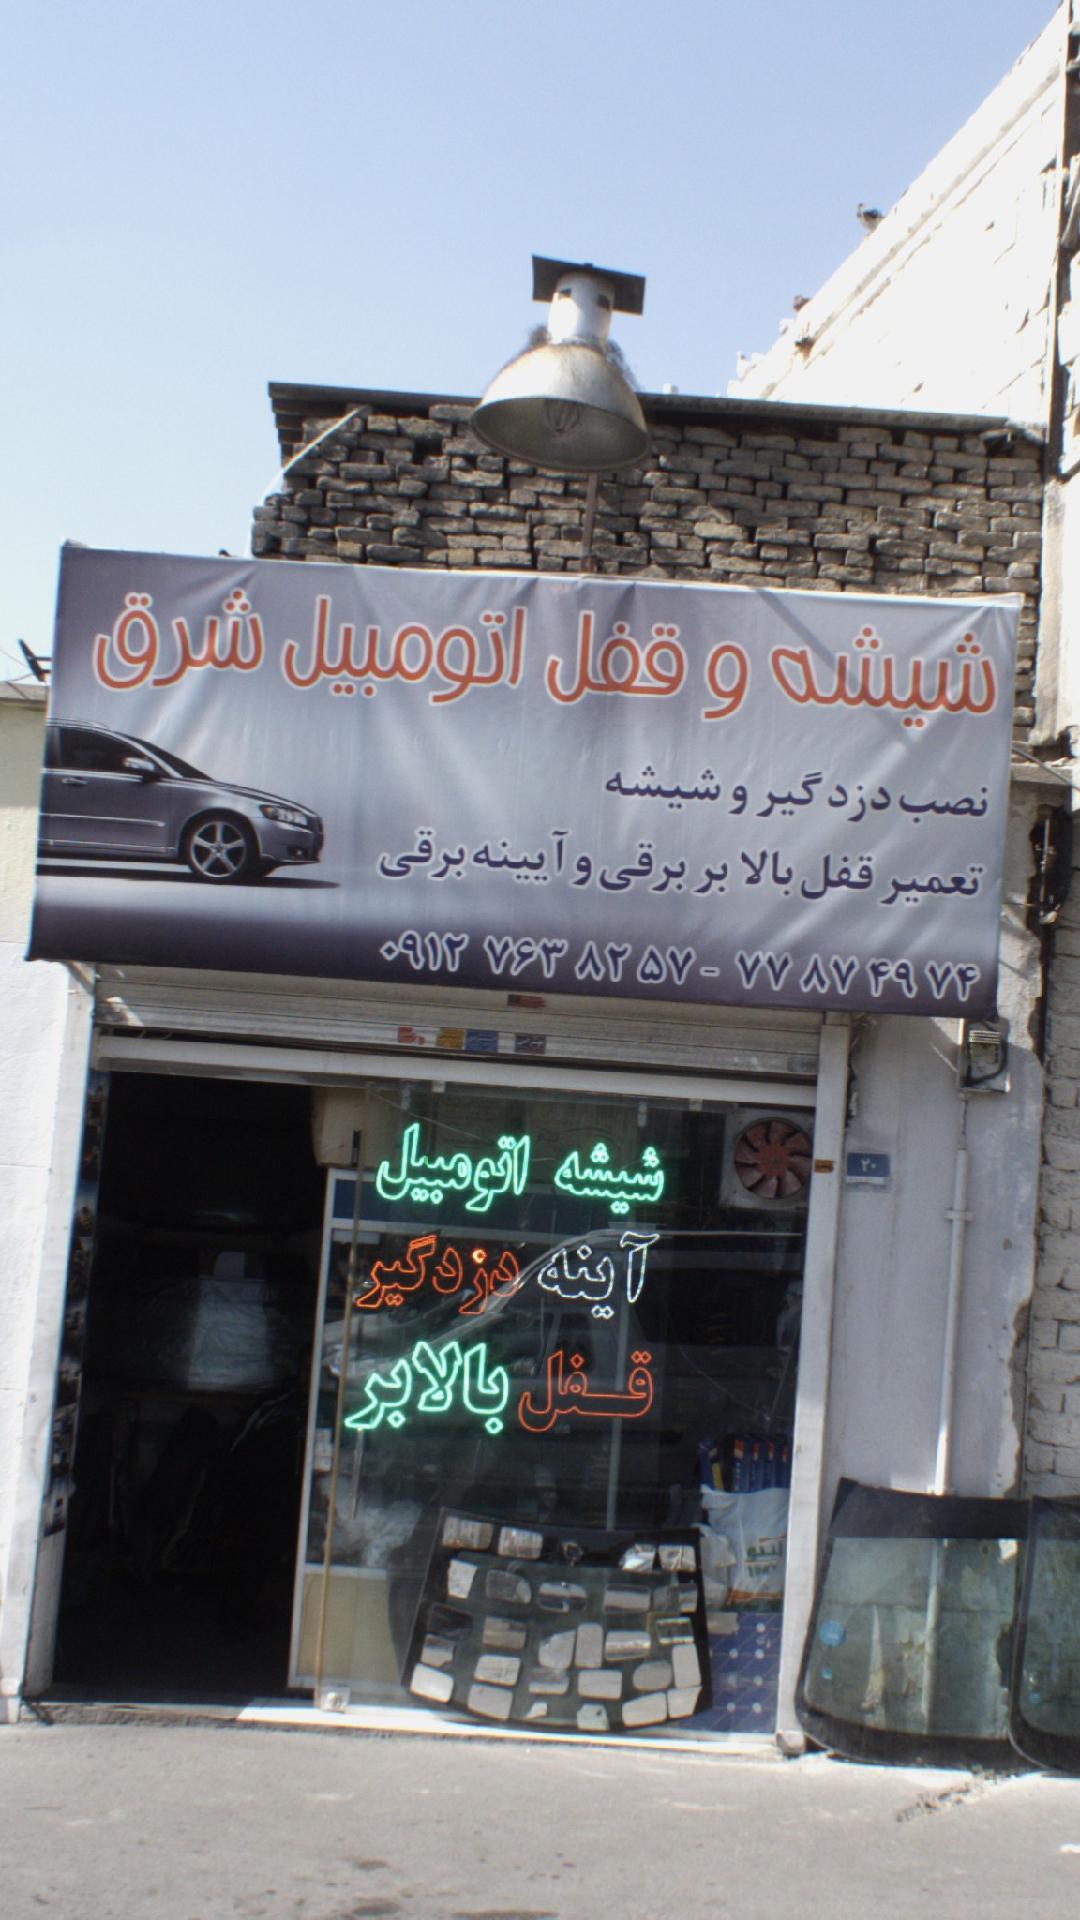 شیشه و قفل اتومبیل شرق
نصب دزدگیر و شیشه
تعمیر قفل بالا بر برقی و آیینه برقی
۰۹۱۲ ۷۶۳ ۸۲ ۵۷ - ۷۷ ۸۷ ۴۹ ۷۴
شیشه اتومبیل
آینه دزدگیر
قفل بالابر
۲۰